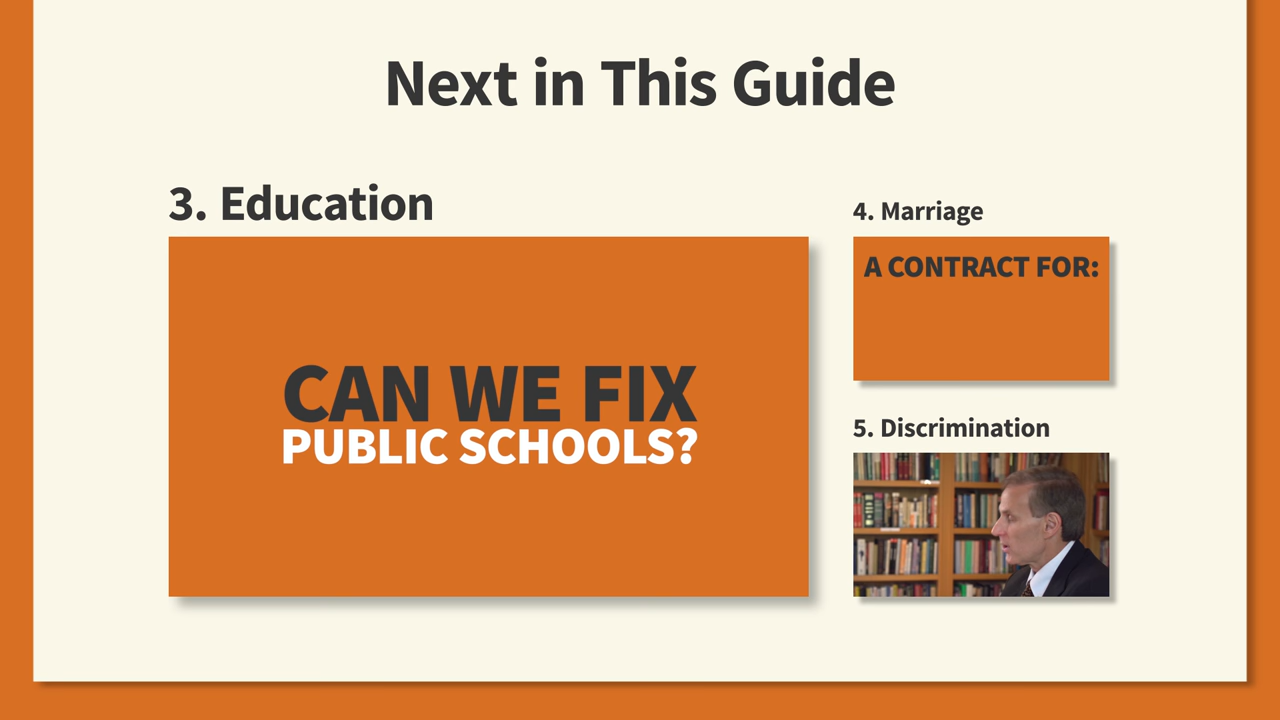 Next in This Guide
3. Education
CAN WE FIX
PUBLIC SCHOOLS?
4. Marriage
A CONTRACT FOR:
5. Discrimination